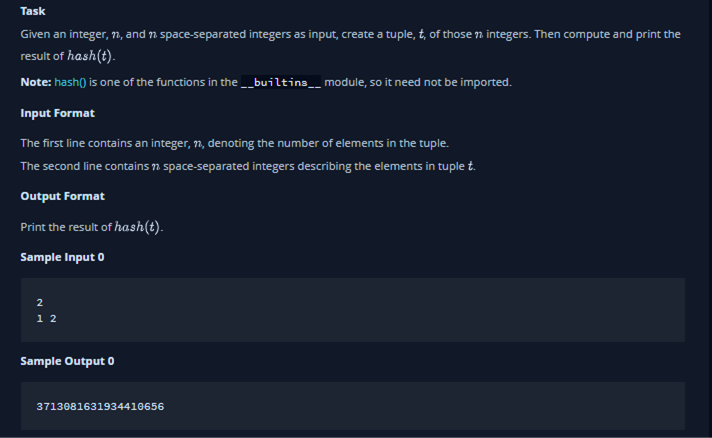 Task
Given an integer, n, and n space-separated integers as input, create a tuple, t, of those n integers. Then compute and print the
result of hash(t).
Note: hash() is one of the functions in the __builtins__ module, so it need not be imported.
Input Format
The first line contains an integer, n, denoting the number of elements in the tuple.
The second line contains n space-separated integers describing the elements in tuple t.
Output Format
Print the result of hash(t).
Sample Input 0
2
1 2
Sample Output 0
3713081631934410656